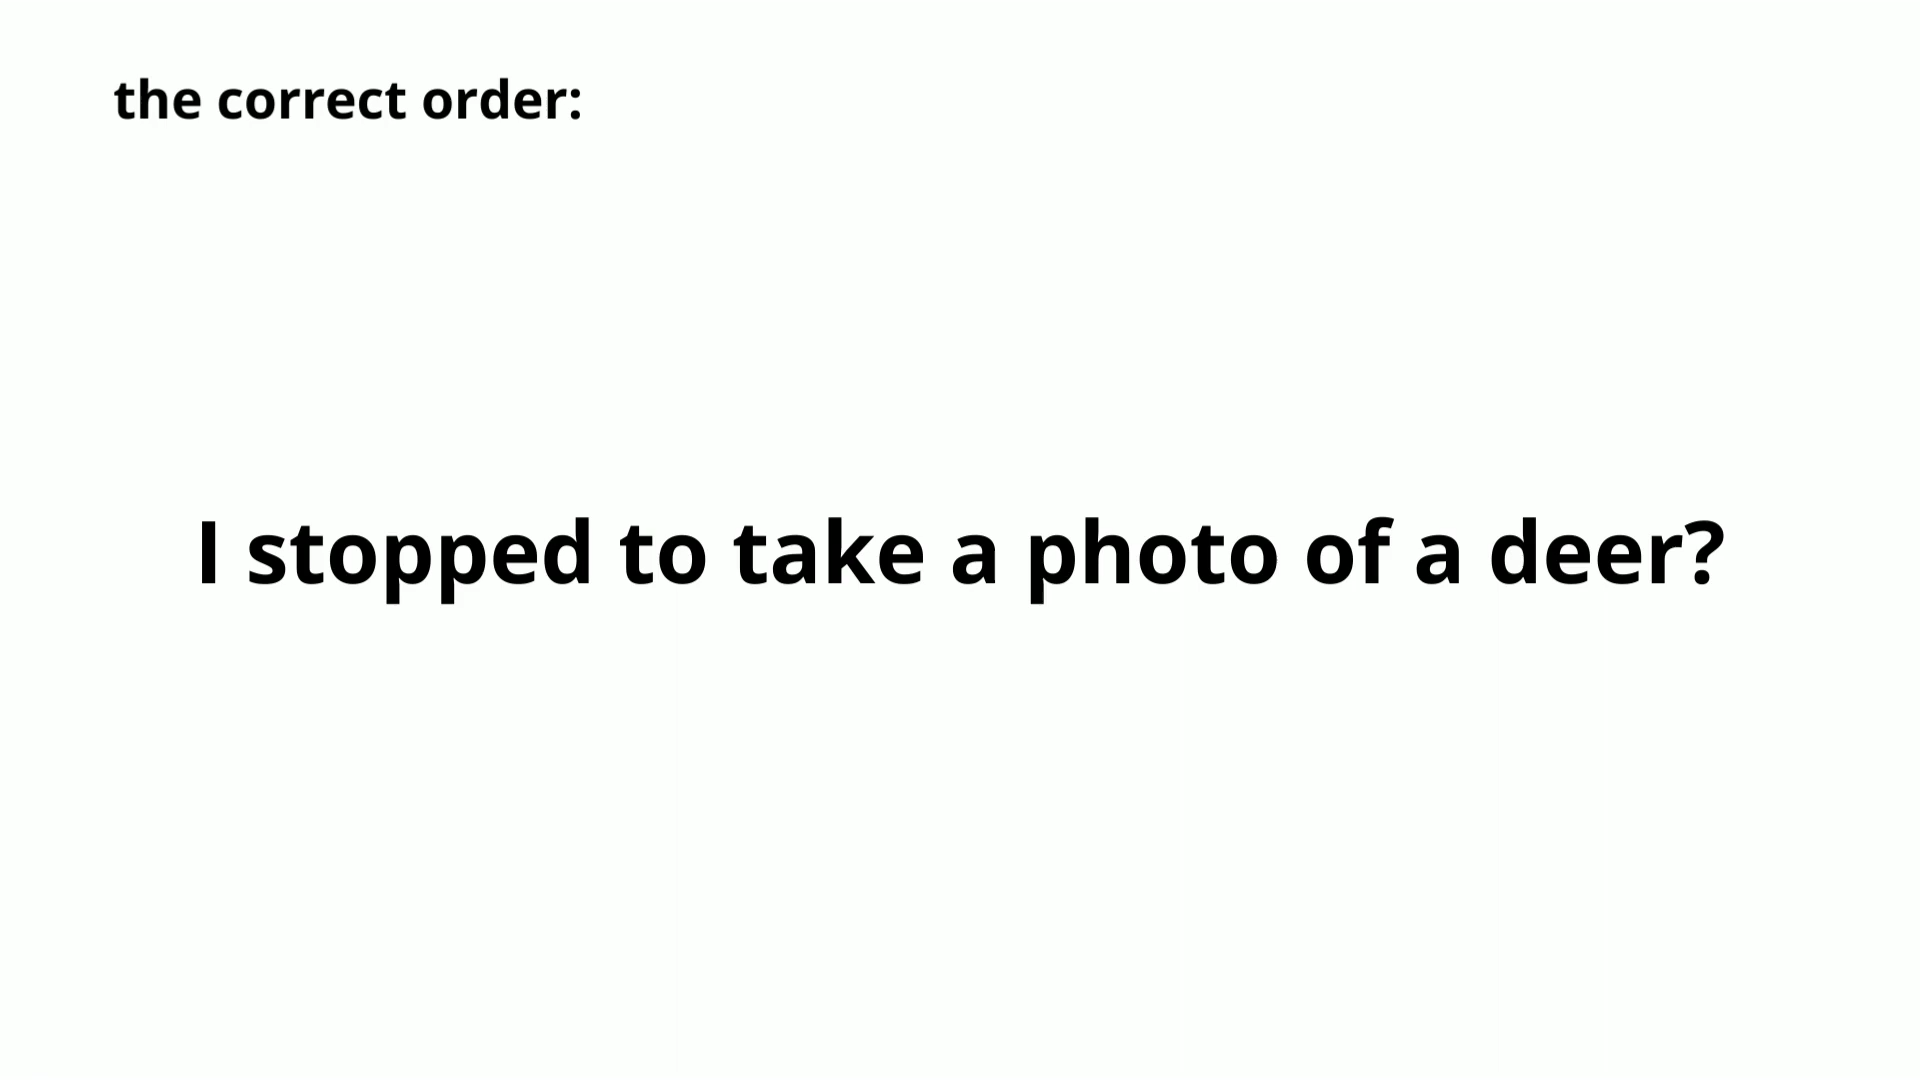 the correct order:
I stopped to take a photo of a deer?